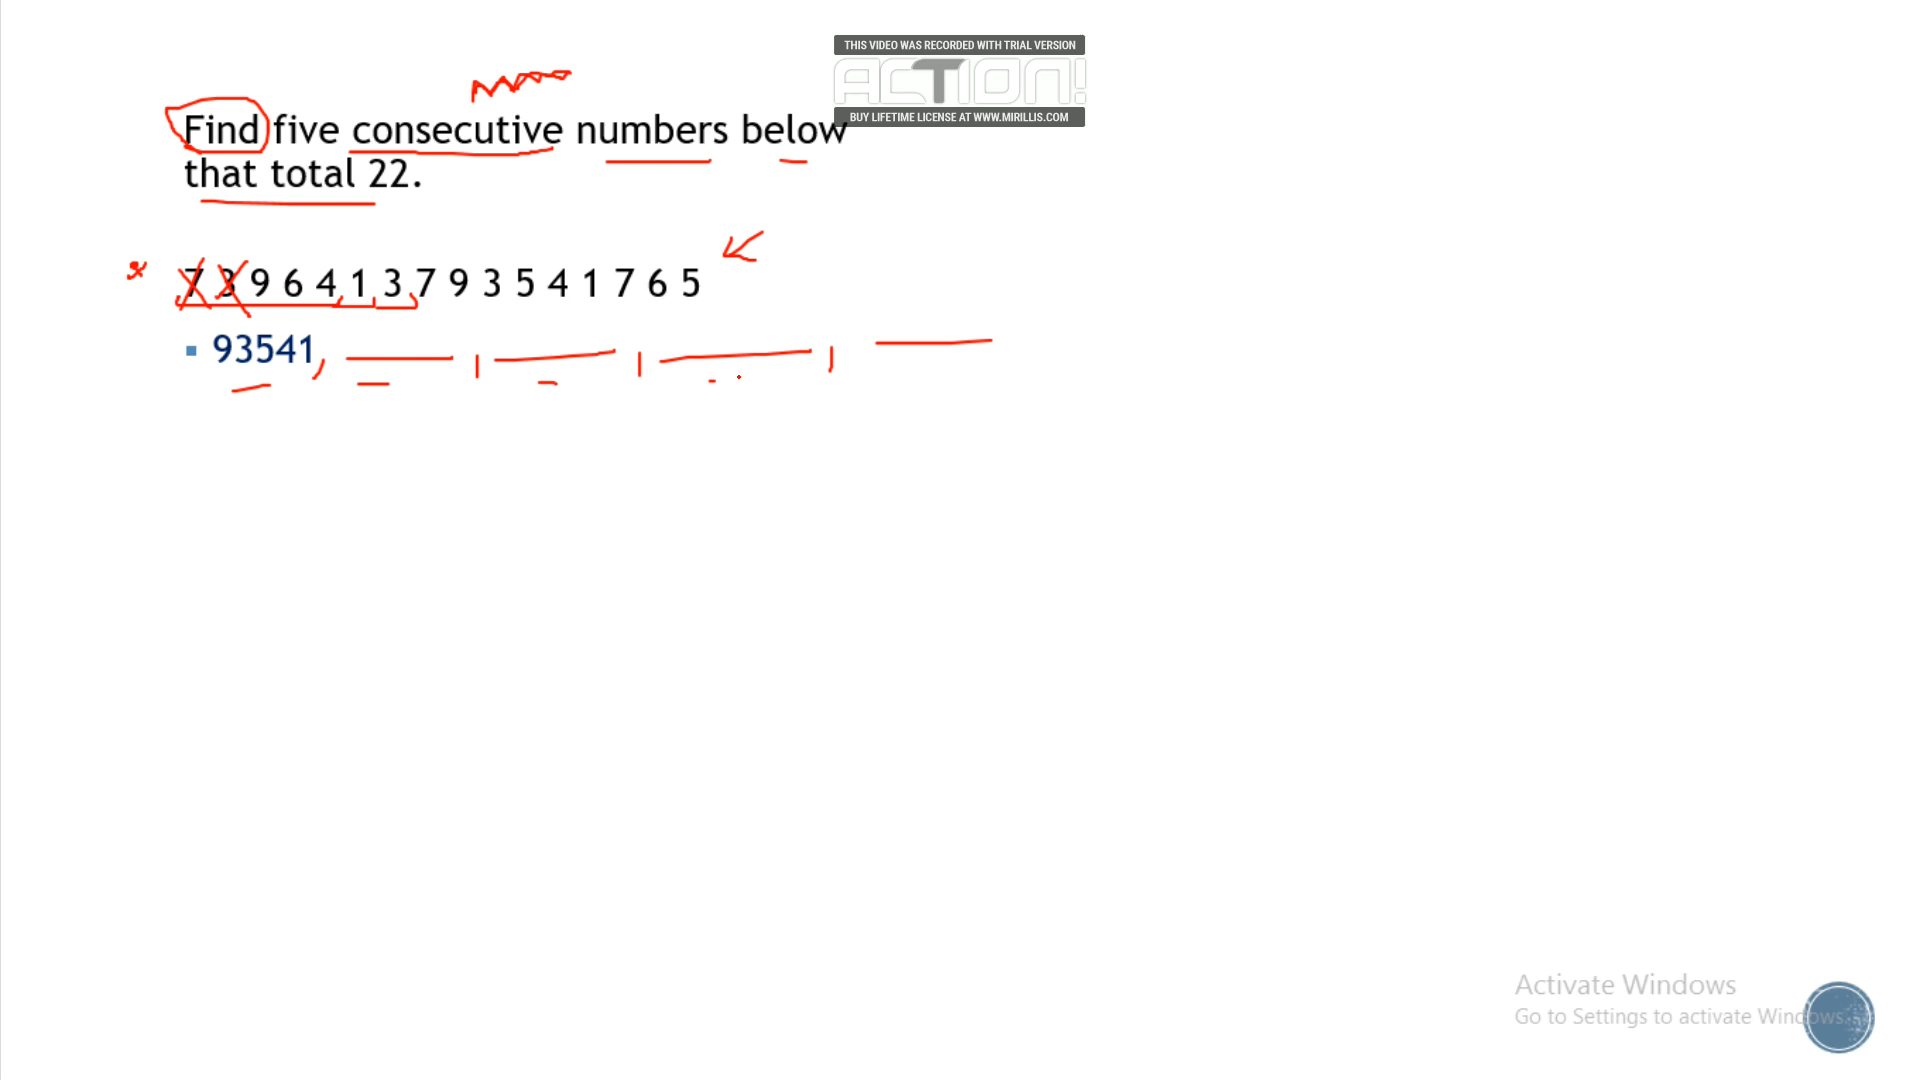 THIS VIDEO WAS RECORDED WITH TRIAL VERSION
ACTION!
BUY LIFETIME LICENSE AT WWW.MIRILLIS.COM
Find five consecutive numbers below
that total 22.
7 3 9 6 4 1 3 7 9 3 5 4 1 7 6 5
▪ 93541,
Activate Windows
Go to Settings to activate Windows.